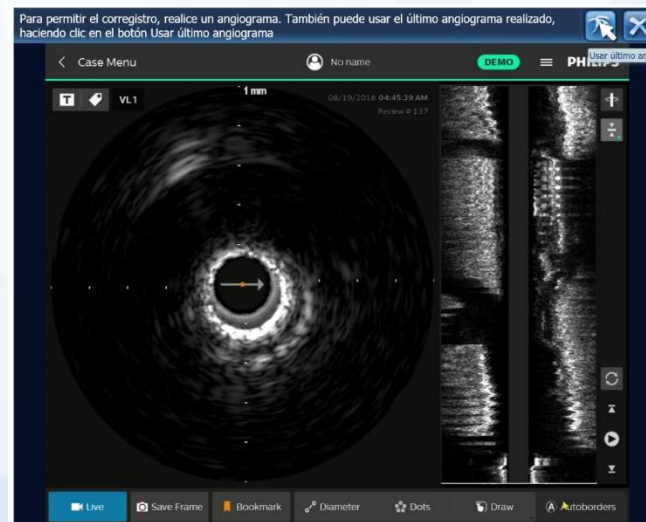 Para permitir el corregistro, realice un angiograma. También puede usar el último angiograma realizado,
haciendo clic en el botón Usar último angiograma
Usar último an
Case Menu
No name
DEMO
PHILIPS
T
VL1
1 mm
08/19/2018 04:45:39 AM
Review # 137
Live
Save Frame
Bookmark
Diameter
Dots
Draw
Autoborders